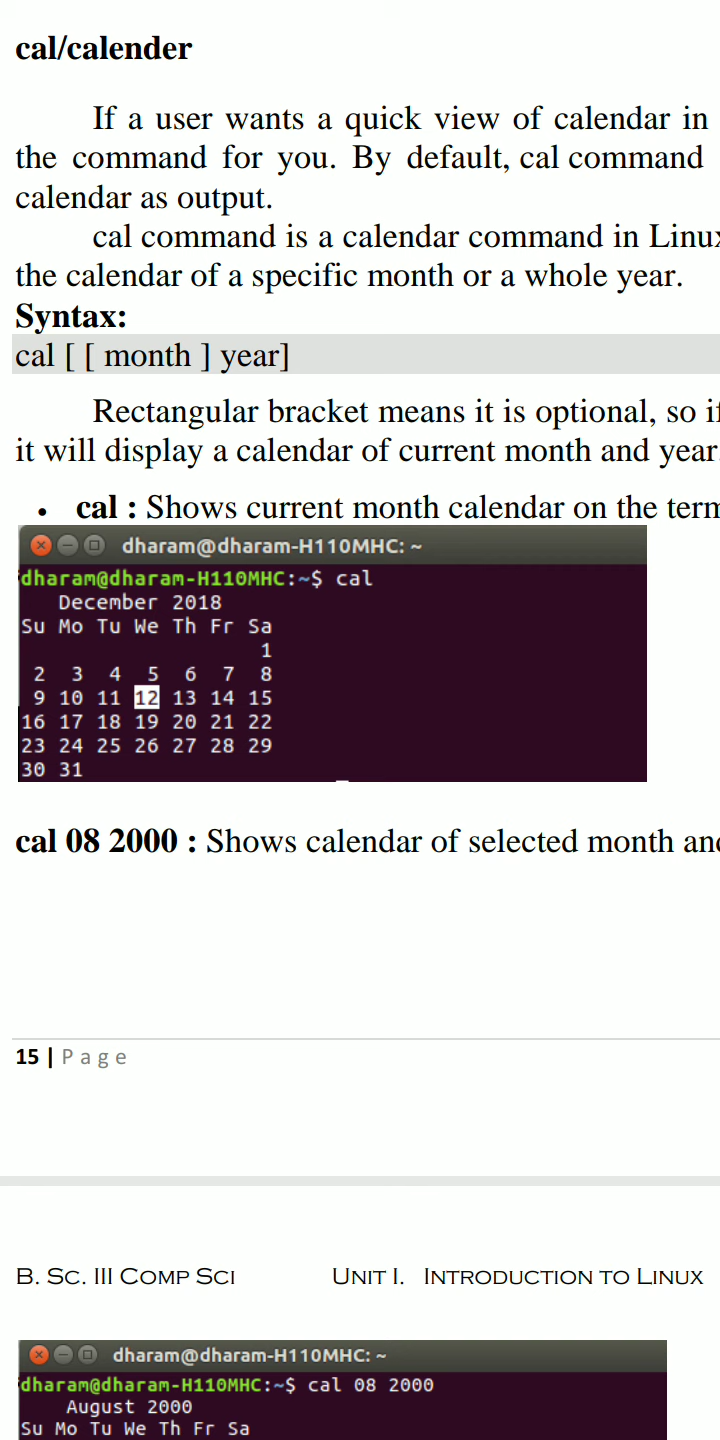 cal/calender
If a user wants a quick view of calendar in
the command for you. By default, cal command
calendar as output.
cal command is a calendar command in Linux
the calendar of a specific month or a whole year.
Syntax:
cal [ [ month ] year]
Rectangular bracket means it is optional, so if
it will display a calendar of current month and year.
• cal : Shows current month calendar on the term
dharam@dharam-H110MHC: ~
dharam@dharam-H110MHC:~$ cal
December 2018
Su Mo Tu We Th Fr Sa
1
2 3 4 5 6 7 8
9 10 11 12 13 14 15
16 17 18 19 20 21 22
23 24 25 26 27 28 29
30 31
cal 08 2000 : Shows calendar of selected month and
15 | Page
B. Sc. III Comp Sci Unit I. Introduction to Linux
dharam@dharam-H110MHC: ~
dharam@dharam-H110MHC:~$ cal 08 2000
August 2000
Su Mo Tu We Th Fr Sa